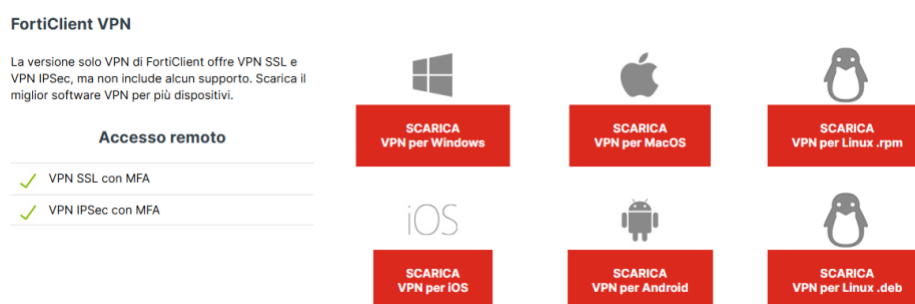 FortiClient VPN
La versione solo VPN di FortiClient offre VPN SSL e
VPN IPSec, ma non include alcun supporto. Scarica il
miglior software VPN per più dispositivi.
Accesso remoto
VPN SSL con MFA
VPN IPSec con MFA
SCARICA
VPN per Windows
SCARICA
VPN per MacOS
SCARICA
VPN per Linux .rpm
iOS
SCARICA
VPN per iOS
SCARICA
VPN per Android
SCARICA
VPN per Linux .deb